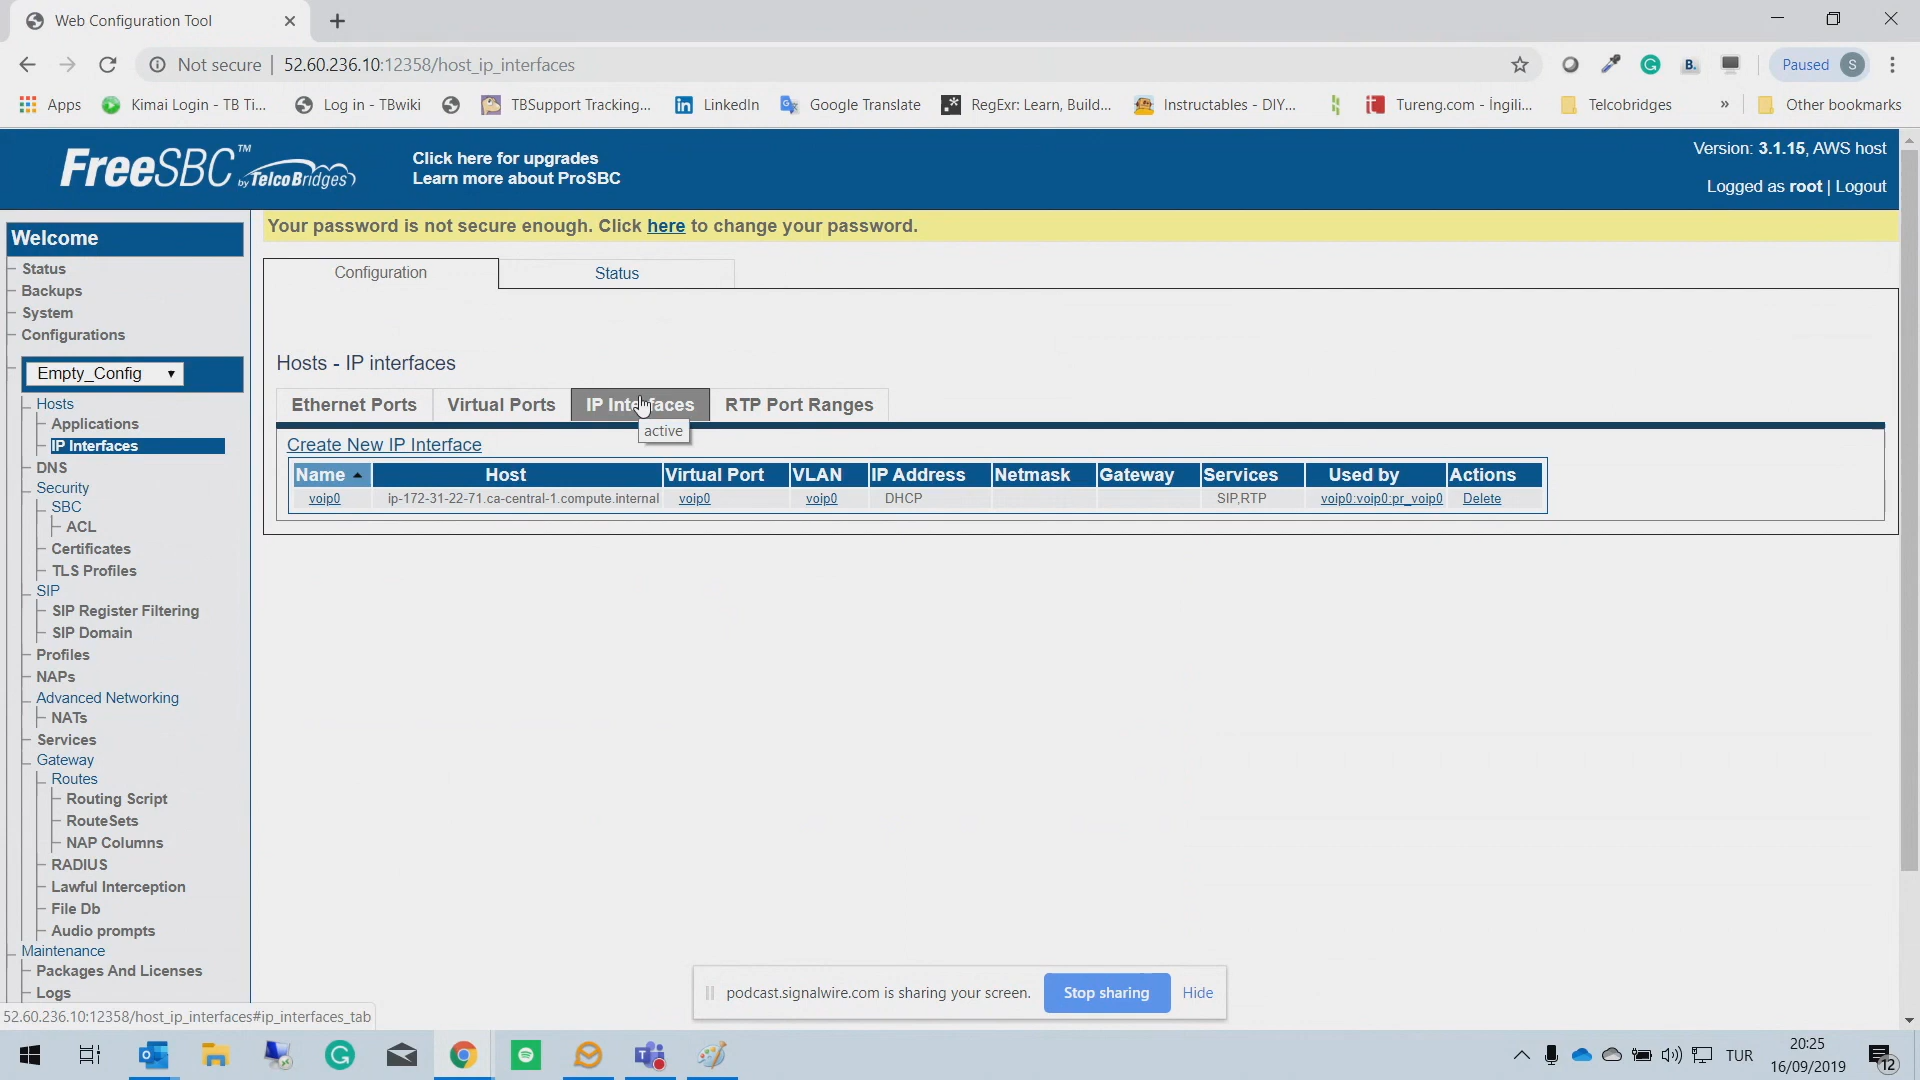 Web Configuration Tool
Not secure | 52.60.236.10:12358/host_ip_interfaces
Paused S
Apps
Kimai Login - TB Ti...
Log in - TBwiki
TBSupport Tracking...
LinkedIn
Google Translate
RegExr: Learn, Build...
Instructables - DIY...
Tureng.com - İngili...
Telcobridges
»
Other bookmarks
FreeSBC™ by TelcoBridges
Click here for upgrades
Learn more about ProSBC
Version: 3.1.15, AWS host
Logged as root | Logout
Your password is not secure enough. Click here to change your password.
Welcome
Status
Backups
System
Configurations
Empty_Config
Hosts
Applications
IP Interfaces
DNS
Security
SBC
ACL
Certificates
TLS Profiles
SIP
SIP Register Filtering
SIP Domain
Profiles
NAPs
Advanced Networking
NATs
Services
Gateway
Routes
Routing Script
RouteSets
NAP Columns
RADIUS
Lawful Interception
File Db
Audio prompts
Maintenance
Packages And Licenses
Logs
Configuration
Status
Hosts - IP interfaces
Ethernet Ports
Virtual Ports
IP Interfaces
RTP Port Ranges
active
Create New IP Interface
Name Host Virtual Port VLAN IP Address Netmask Gateway Services Used by Actions
voip0 ip-172-31-22-71.ca-central-1.compute.internal voip0 voip0 DHCP SIP,RTP voip0:voip0:pr_voip0 Delete
podcast.signalwire.com is sharing your screen. Stop sharing Hide
52.60.236.10:12358/host_ip_interfaces#ip_interfaces_tab
TUR
20:25
16/09/2019
12